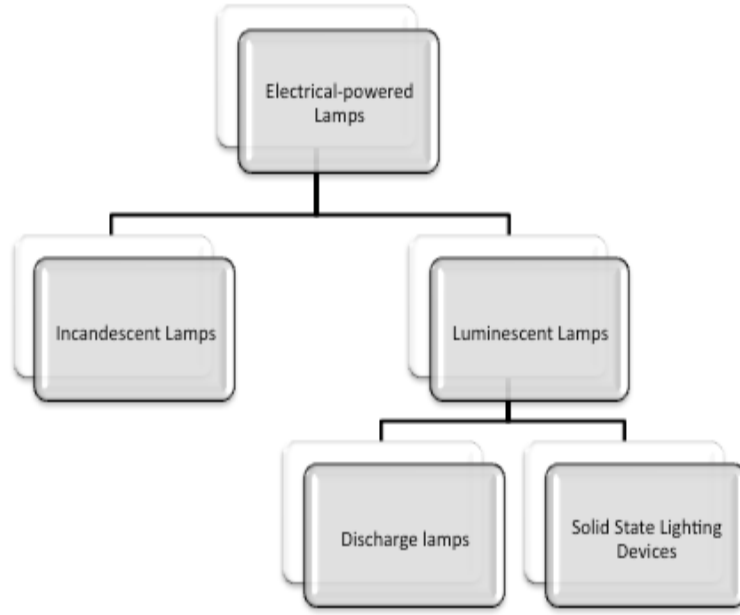 Electrical-powered
Lamps
Incandescent Lamps
Luminescent Lamps
Discharge lamps
Solid State Lighting
Devices